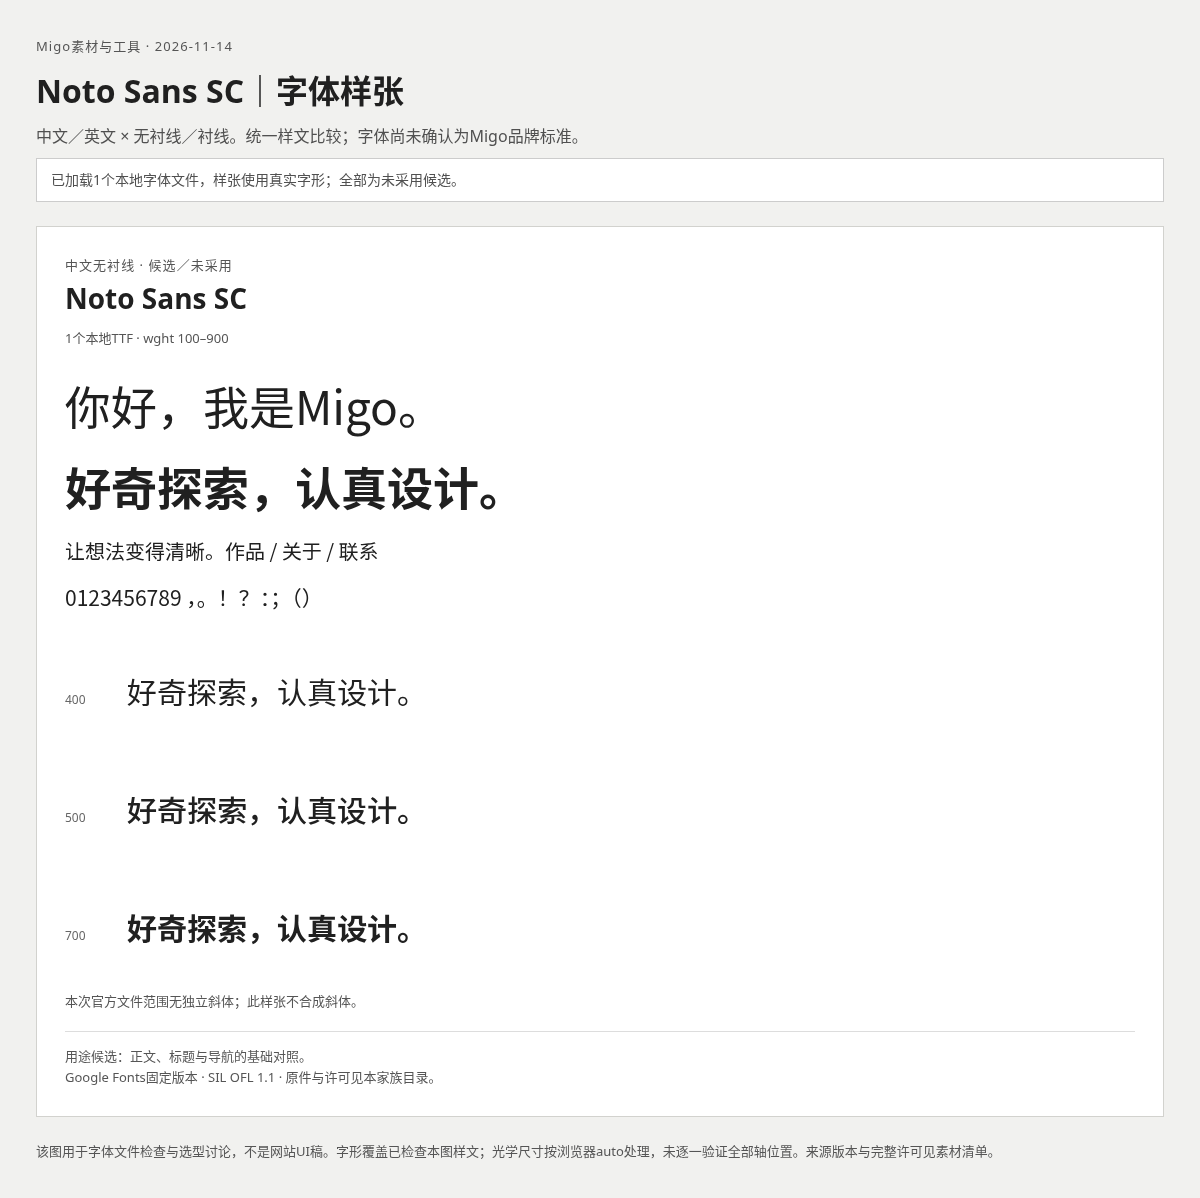 Migo素材与工具 · 2026-11-14
Noto Sans SC｜字体样张
中文／英文 × 无衬线／衬线。统一样文比较；字体尚未确认为Migo品牌标准。
已加载1个本地字体文件，样张使用真实字形；全部为未采用候选。
中文无衬线 · 候选／未采用
Noto Sans SC
1个本地TTF · wght 100–900
你好，我是Migo。
好奇探索，认真设计。
让想法变得清晰。作品 / 关于 / 联系
0123456789 ，。！？：；（）
400 好奇探索，认真设计。
500 好奇探索，认真设计。
700 好奇探索，认真设计。
本次官方文件范围无独立斜体；此样张不合成斜体。
用途候选：正文、标题与导航的基础对照。
Google Fonts固定版本 · SIL OFL 1.1 · 原件与许可见本家族目录。
该图用于字体文件检查与选型讨论，不是网站UI稿。字形覆盖已检查本图样文；光学尺寸按浏览器auto处理，未逐一验证全部轴位置。来源版本与完整许可见素材清单。